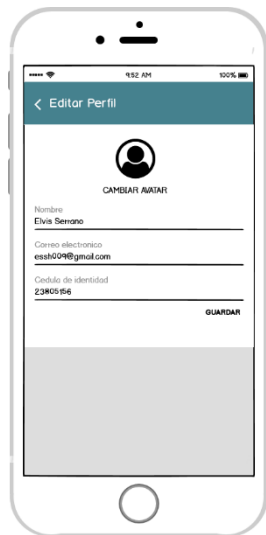 9:52 AM 100%
Editar Perfil
CAMBIAR AVATAR
Nombre
Elvis Serrano
Correo electronico
essh009@gmail.com
Cedula de identidad
23805156
GUARDAR